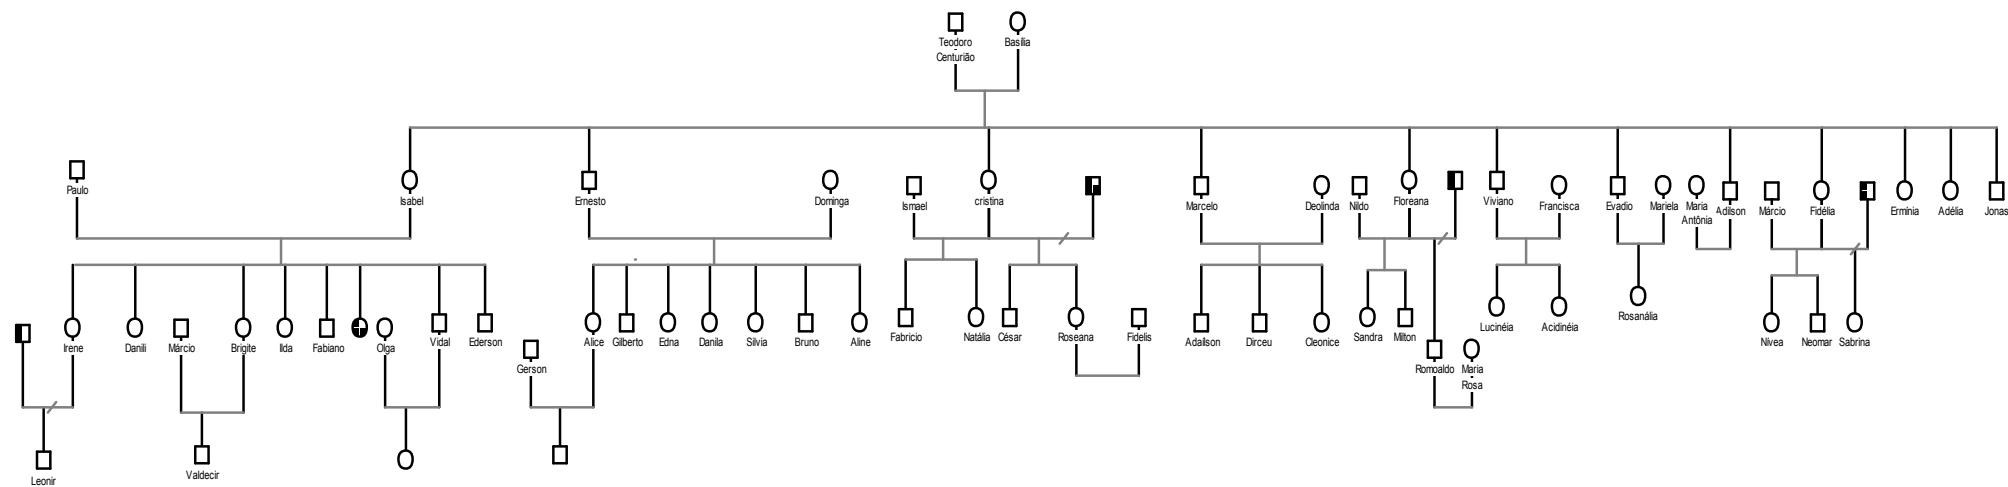 Teodoro
Centurião
Basília
Paulo
Isabel
Ernesto
Dominga
Ismael
cristina
Marcelo
Deolinda
Nildo
Floreana
Viviano
Francisca
Evadio
Mariela
Maria
Antônia
Adilson
Márcio
Fidélia
Ermínia
Adélia
Jonas
Irene
Danili
Márcio
Brigite
Ilda
Fabiano
Olga
Vidal
Ederson
Gerson
Alice
Gilberto
Edna
Danila
Silvia
Bruno
Aline
Fabricio
Natália
César
Roseana
Fidelis
Adailson
Dirceu
Cleonice
Sandra
Milton
Romoaldo
Maria
Rosa
Lucinéia
Acidinéia
Rosanália
Nívea
Neomar
Sabrina
Leonir
Valdecir